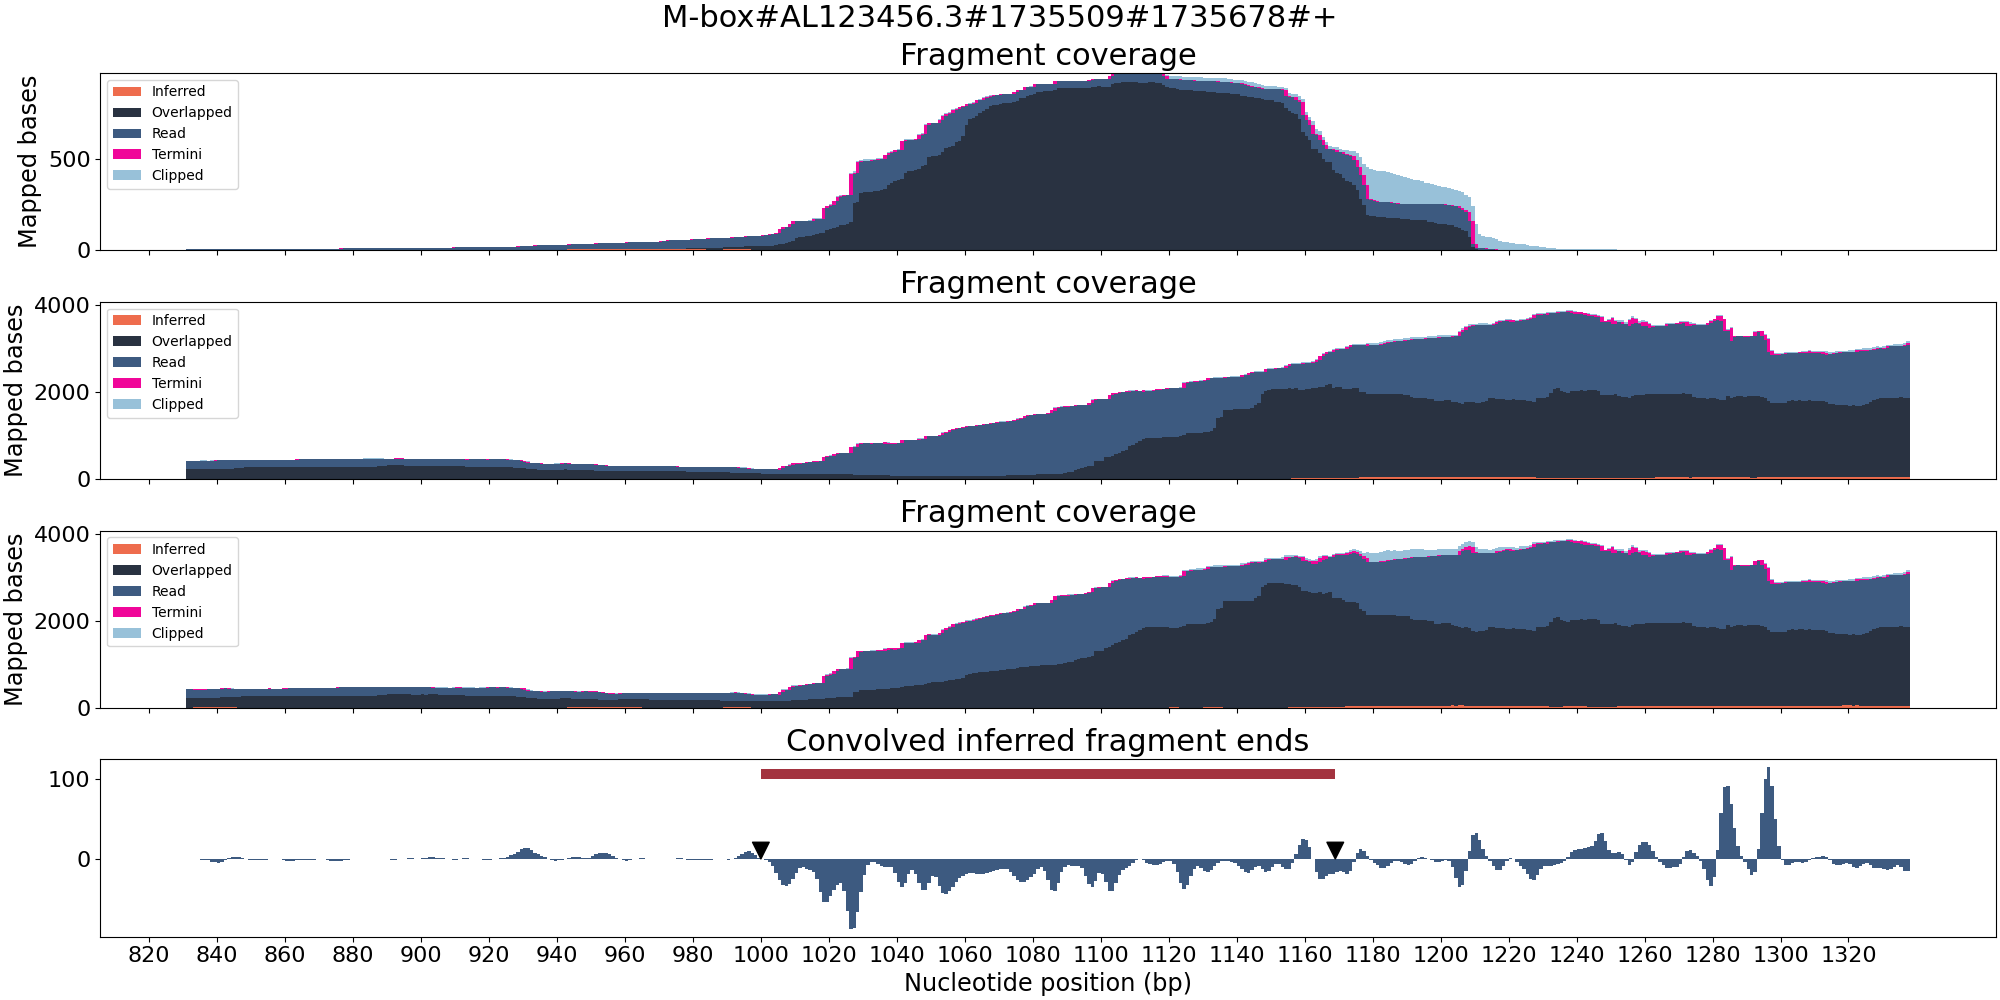 M-box#AL123456.3#1735509#1735678#+
Fragment coverage
Mapped bases
500
0
Inferred
Overlapped
Read
Termini
Clipped
Fragment coverage
Mapped bases
4000
2000
0
Inferred
Overlapped
Read
Termini
Clipped
Fragment coverage
Mapped bases
4000
2000
0
Inferred
Overlapped
Read
Termini
Clipped
Convolved inferred fragment ends
100
0
820 840 860 880 900 920 940 960 980 1000 1020 1040 1060 1080 1100 1120 1140 1160 1180 1200 1220 1240 1260 1280 1300 1320
Nucleotide position (bp)